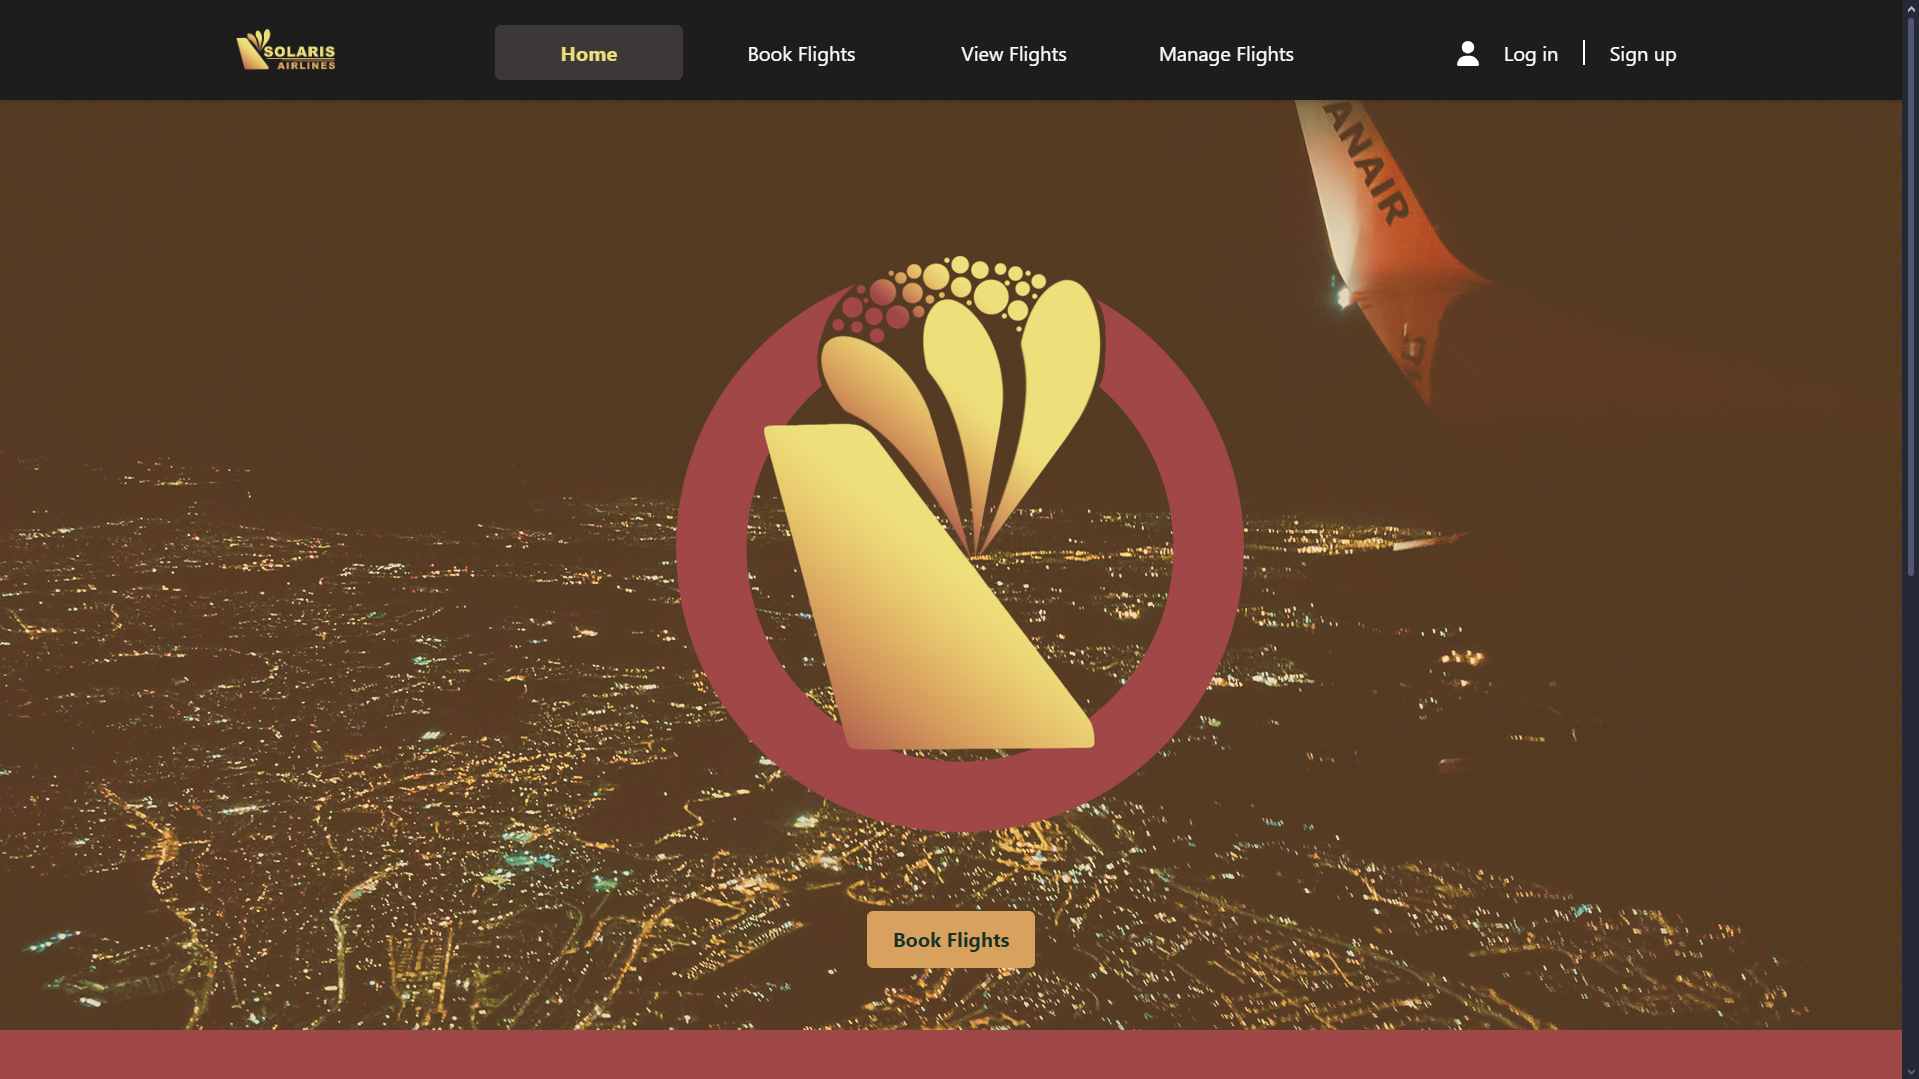 SOLARIS
AIRLINES
Home
Book Flights
View Flights
Manage Flights
Log in
Sign up
ANAIR
Book Flights